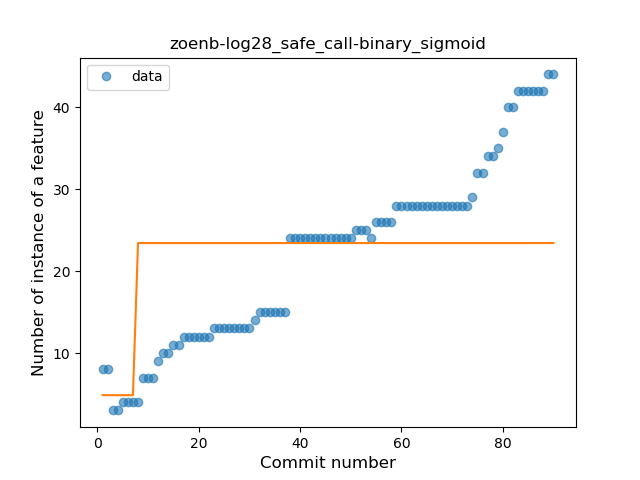 zoenb-log28_safe_call-binary_sigmoid
data
Number of instance of a feature
40
30
20
10
0
20
40
60
80
Commit number